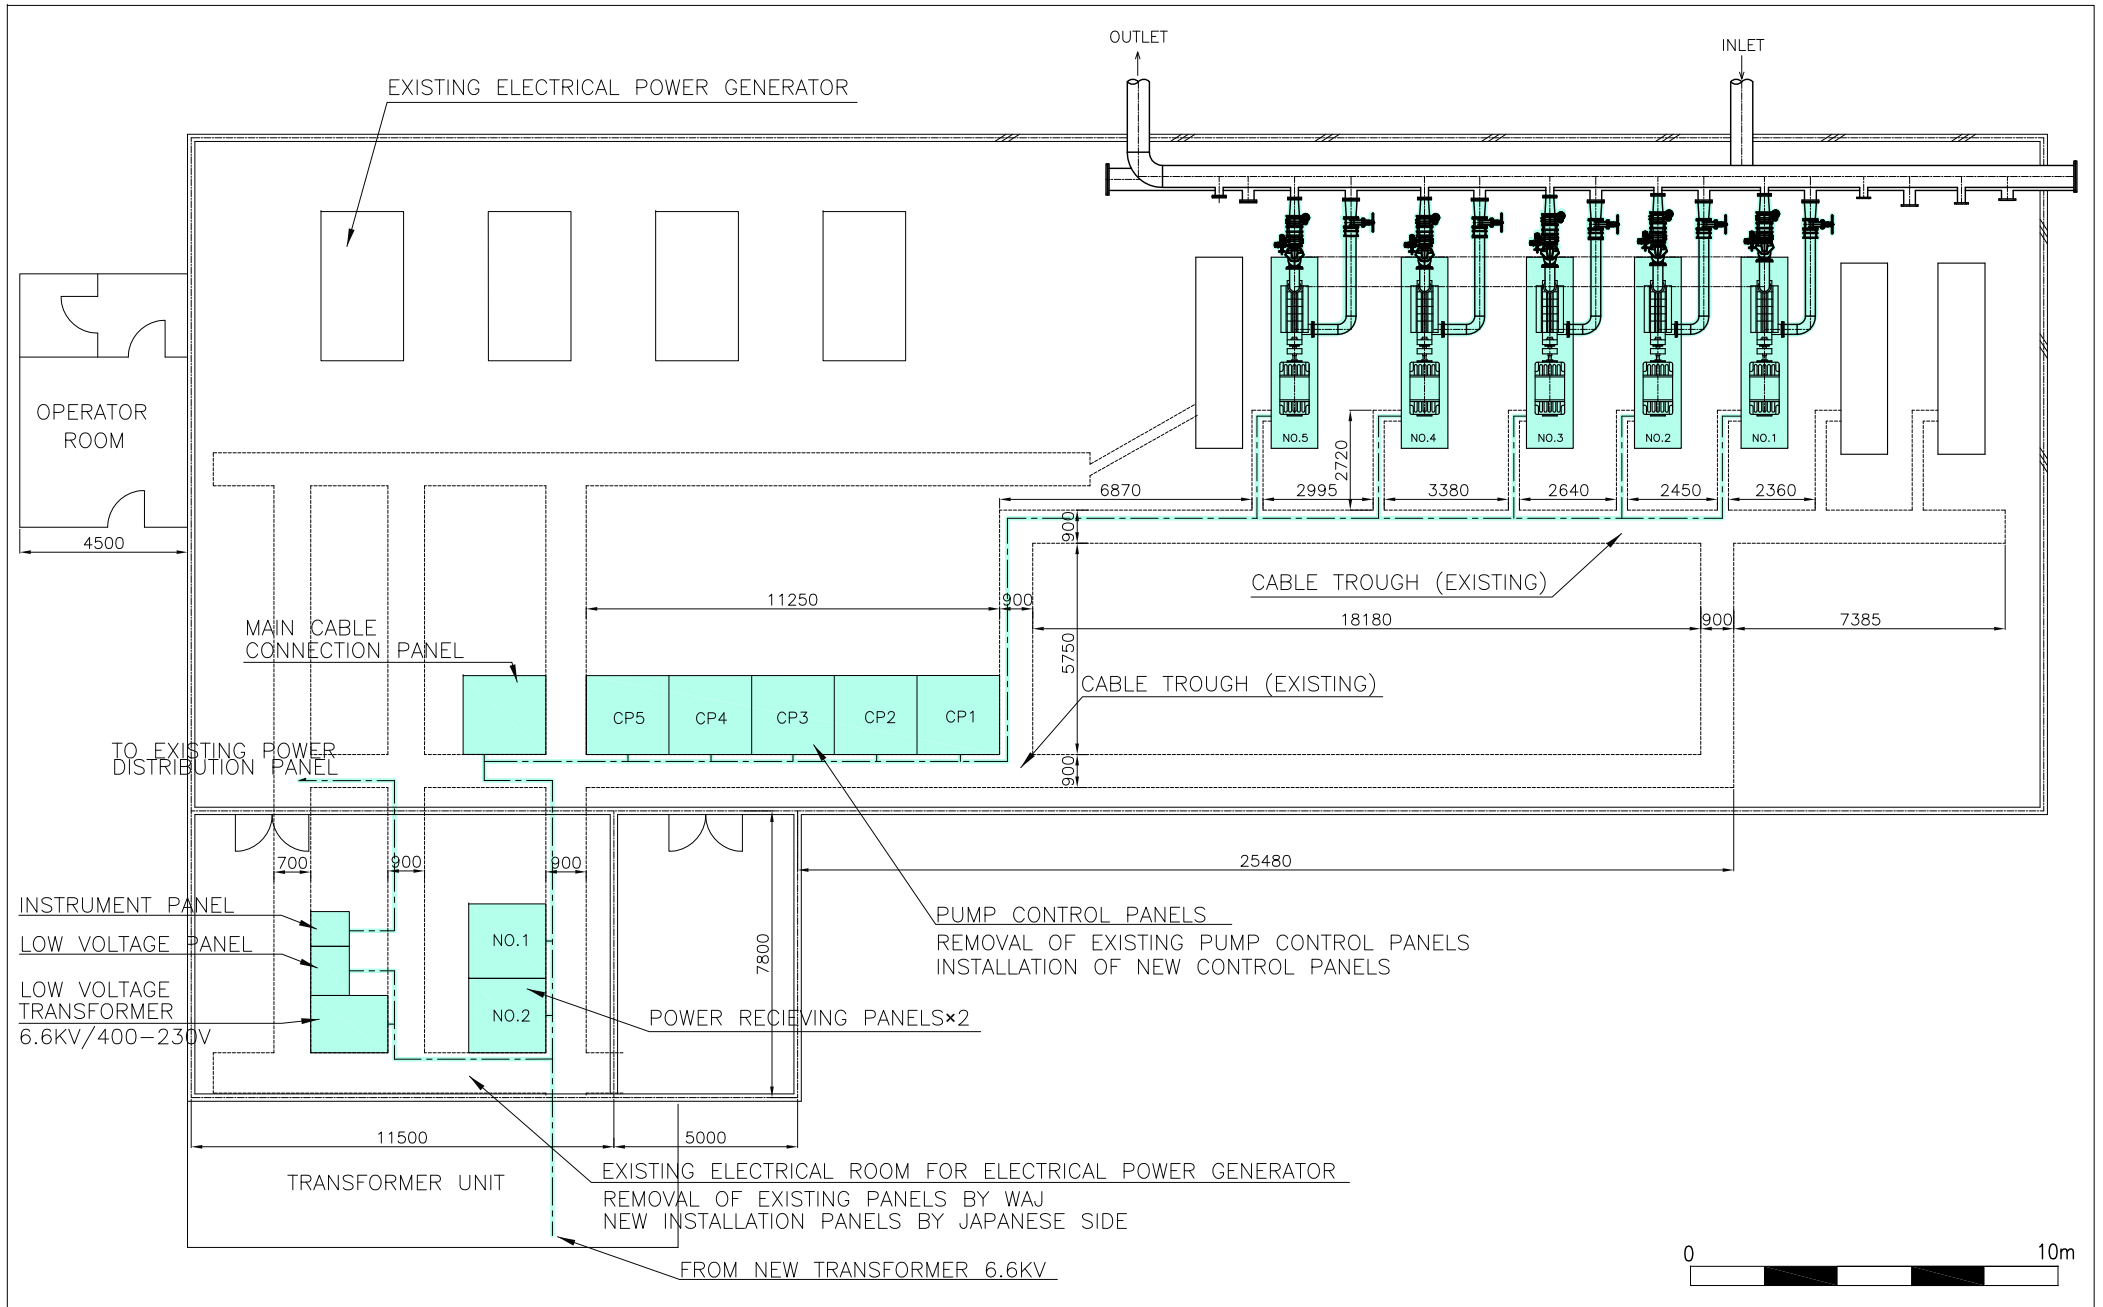 OUTLET
INLET
EXISTING ELECTRICAL POWER GENERATOR
OPERATOR
ROOM
NO.5
NO.4
NO.3
NO.2
NO.1
2720
6870
2995
3380
2640
2450
2360
900
4500
CABLE TROUGH (EXISTING)
11250
900
18180
900
7385
MAIN CABLE
CONNECTION PANEL
5750
CABLE TROUGH (EXISTING)
CP5
CP4
CP3
CP2
CP1
TO EXISTING POWER
DISTRIBUTION PANEL
900
700
900
900
25480
INSTRUMENT PANEL
LOW VOLTAGE PANEL
LOW VOLTAGE
TRANSFORMER
6.6KV/400-230V
NO.1
NO.2
7800
PUMP CONTROL PANELS
REMOVAL OF EXISTING PUMP CONTROL PANELS
INSTALLATION OF NEW CONTROL PANELS
POWER RECIEVING PANELS×2
11500
5000
TRANSFORMER UNIT
EXISTING ELECTRICAL ROOM FOR ELECTRICAL POWER GENERATOR
REMOVAL OF EXISTING PANELS BY WAJ
NEW INSTALLATION PANELS BY JAPANESE SIDE
FROM NEW TRANSFORMER 6.6KV
0
10m